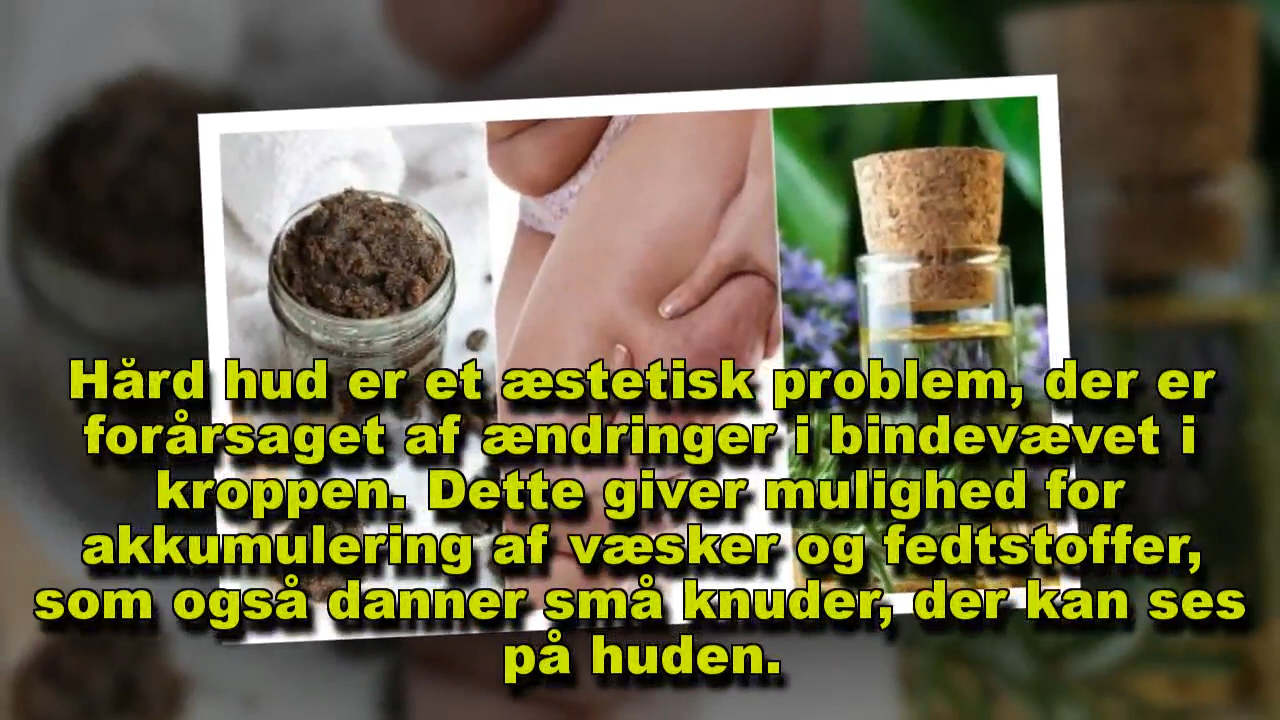 Hård hud er et æstetisk problem, der er
forårsaget af ændringer i bindevævet i
kroppen. Dette giver mulighed for
akkumulering af væsker og fedtstoffer,
som også danner små knuder, der kan ses
på huden.